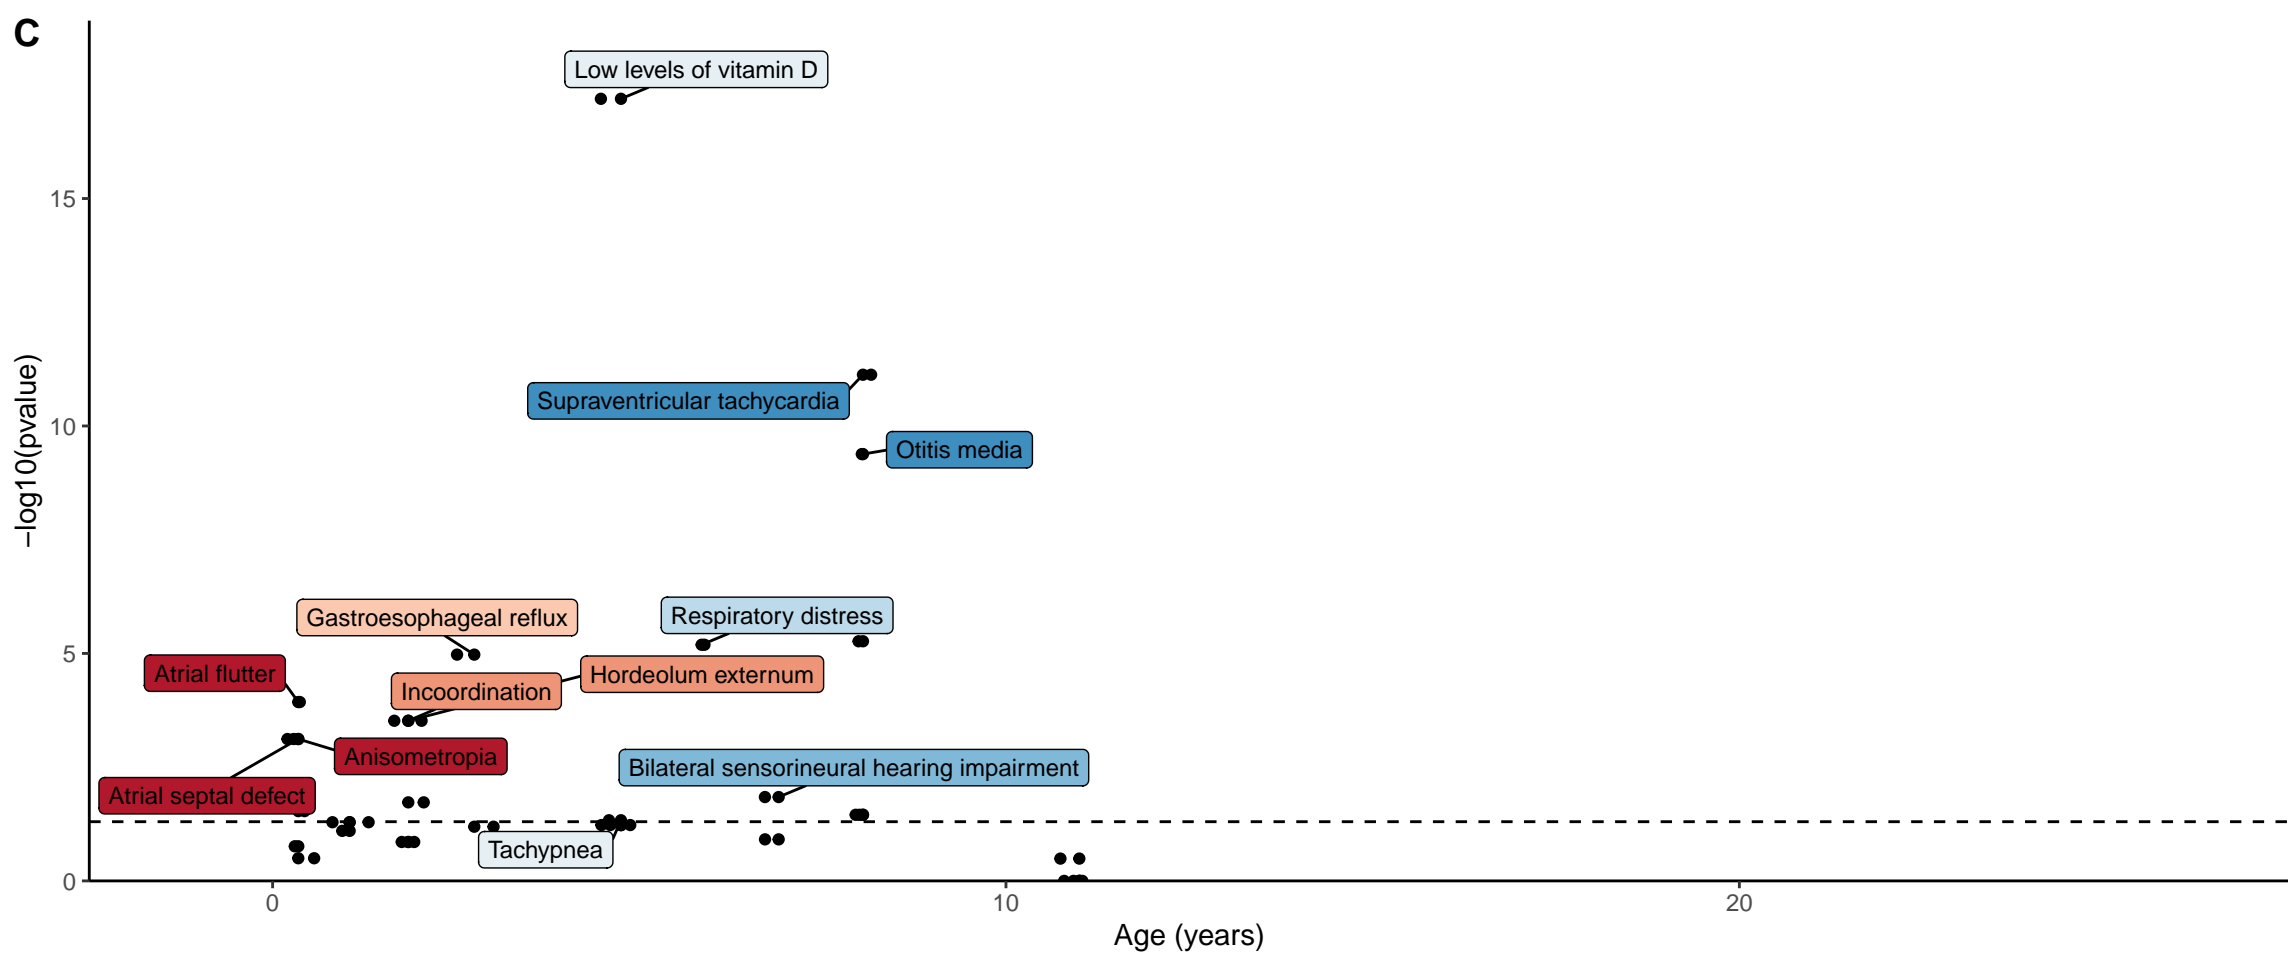 C
Low levels of vitamin D
15
Supraventricular tachycardia
10
Otitis media
−log10(pvalue)
Gastroesophageal reflux
Respiratory distress
5
Atrial flutter
Hordeolum externum
Incoordination
Anisometropia
Bilateral sensorineural hearing impairment
Atrial septal defect
Tachypnea
0
0
10
20
Age (years)